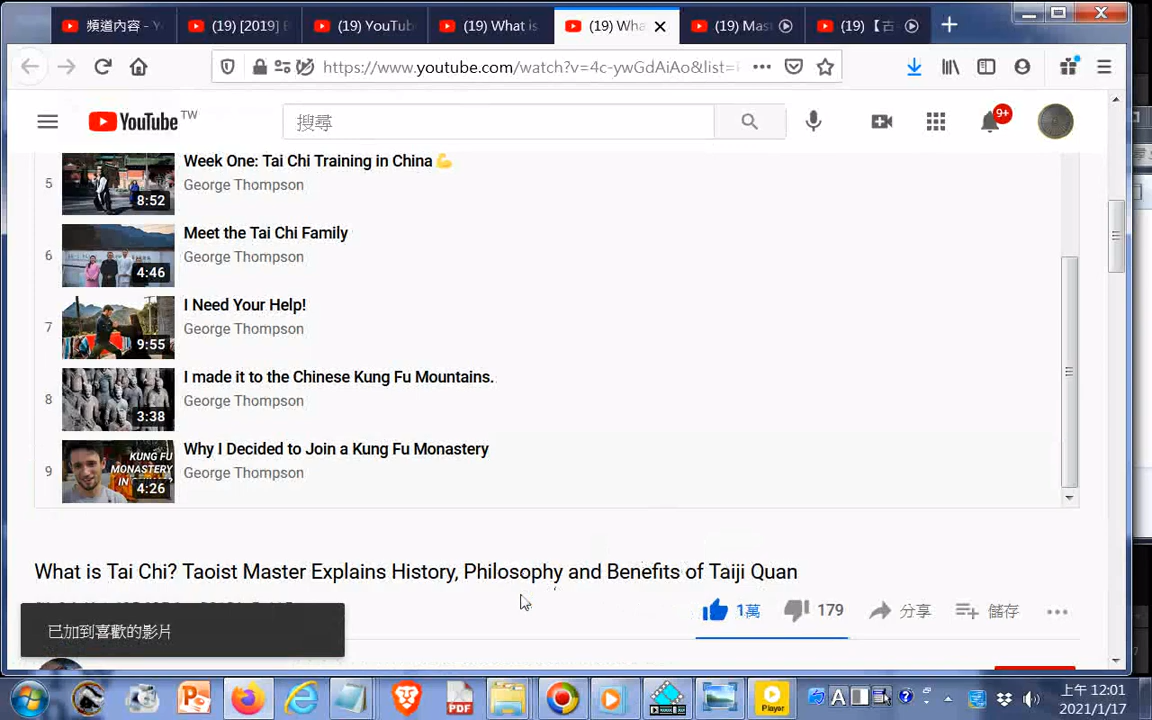 頻道內容 - Y
(19) [2019]
(19) YouTub
(19) What is
(19) Wha
(19) Mas
(19)【古
https://www.youtube.com/watch?v=4c-ywGdAiAo&list=
YouTube TW
搜尋
9+
5
8:52
Week One: Tai Chi Training in China💪
George Thompson
6
4:46
Meet the Tai Chi Family
George Thompson
7
9:55
I Need Your Help!
George Thompson
8
3:38
I made it to the Chinese Kung Fu Mountains.
George Thompson
9
KUNG FU
MONASTERY
4:26
Why I Decided to Join a Kung Fu Monastery
George Thompson
What is Tai Chi? Taoist Master Explains History, Philosophy and Benefits of Taiji Quan
1萬
179
分享
儲存
已加到喜歡的影片
PDF
Player
A
上午 12:01
2021/1/17